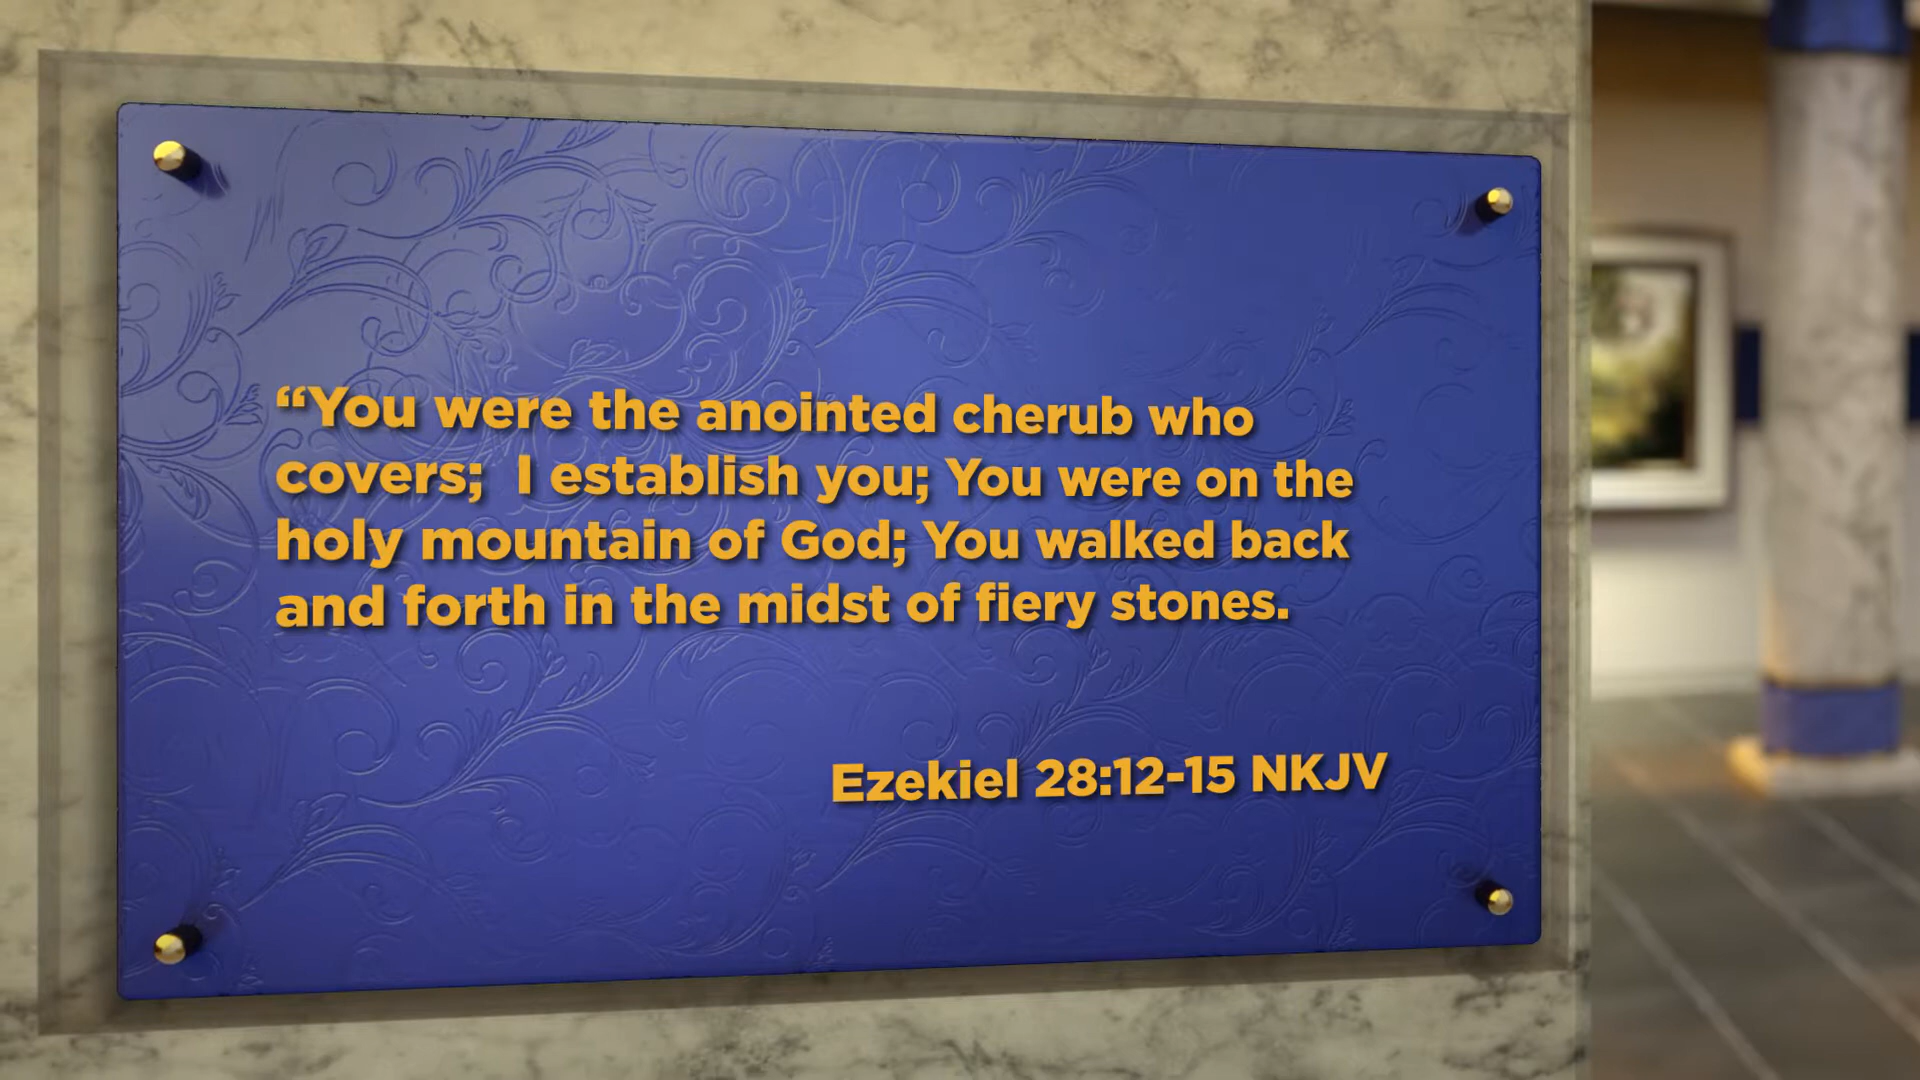 “You were the anointed cherub who
covers;  I establish you; You were on the
holy mountain of God; You walked back
and forth in the midst of fiery stones.
Ezekiel 28:12-15 NKJV